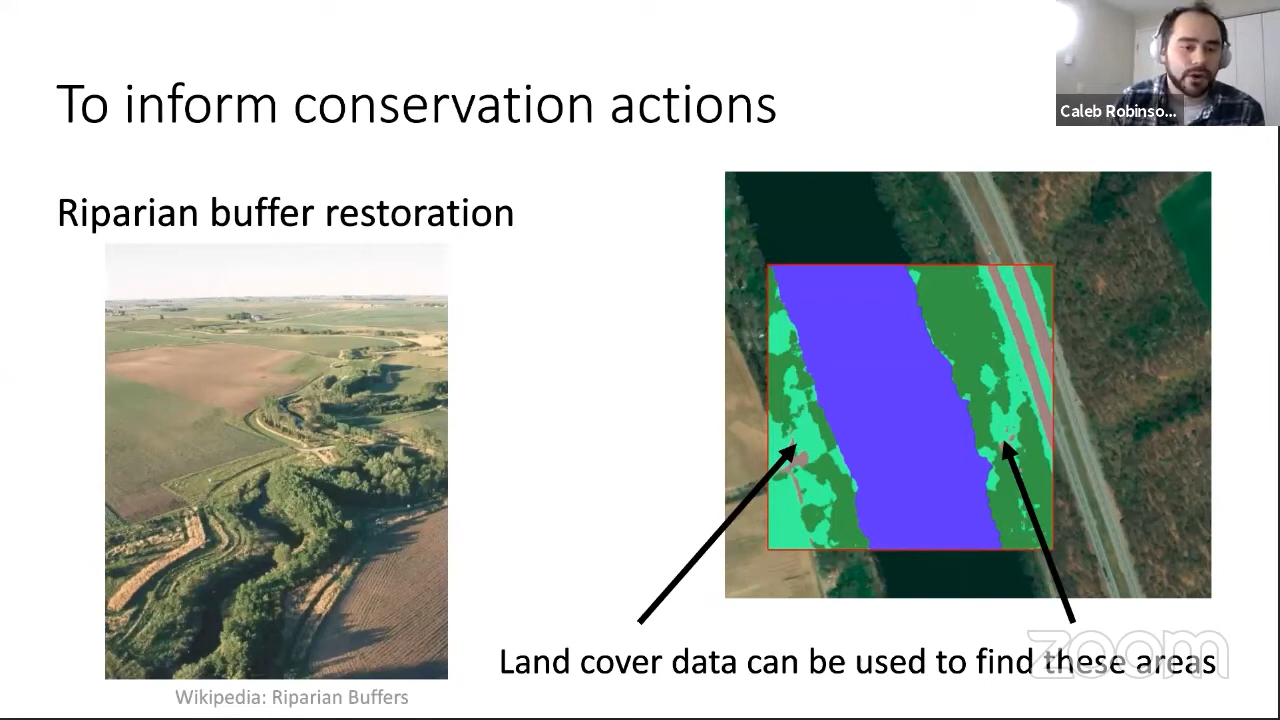 To inform conservation actions
Caleb Robinso...
Riparian buffer restoration
Land cover data can be used to find these areas
zoom
Wikipedia: Riparian Buffers